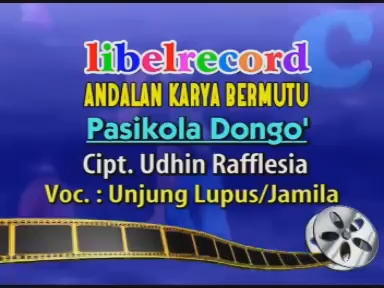 libelrecord
ANDALAN KARYA BERMUTU
Pasikola Dongo'
Cipt. Udhin Rafflesia
Voc. : Unjung Lupus/Jamila